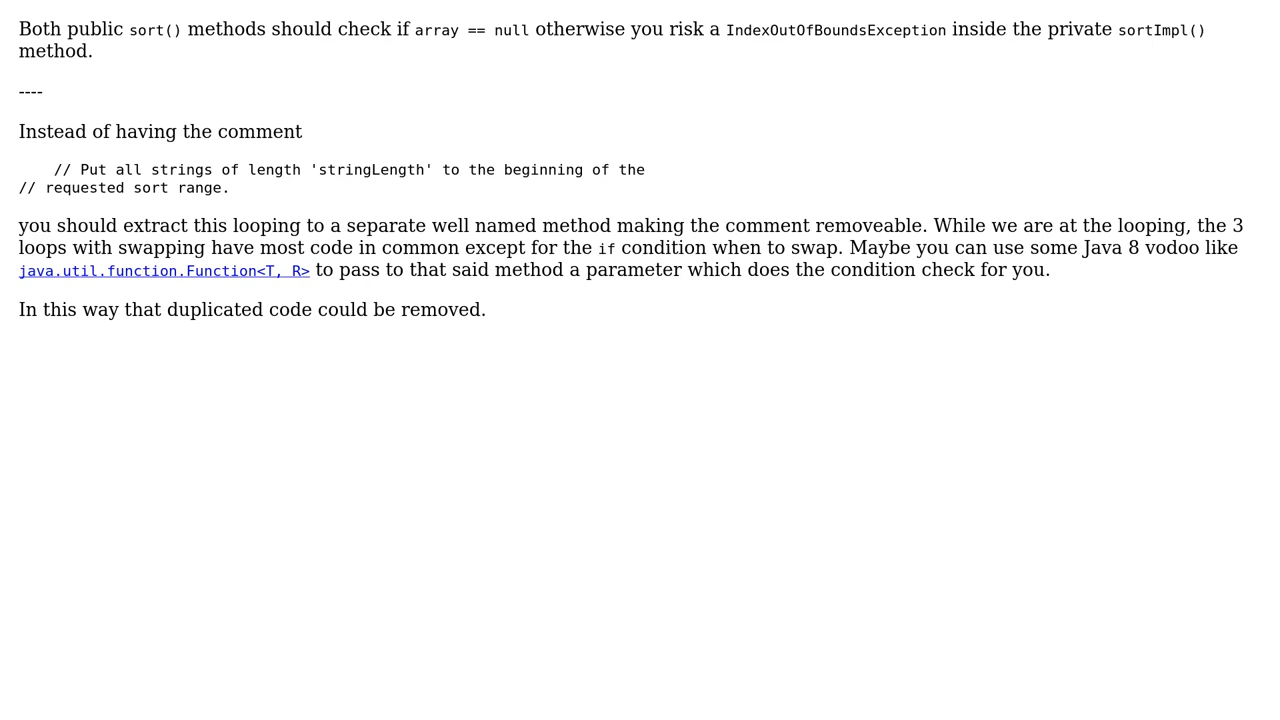 Both public sort() methods should check if array == null otherwise you risk a IndexOutOfBoundsException inside the private sortImpl()
method.
----
Instead of having the comment
// Put all strings of length 'stringLength' to the beginning of the
// requested sort range.
you should extract this looping to a separate well named method making the comment removeable. While we are at the looping, the 3
loops with swapping have most code in common except for the if condition when to swap. Maybe you can use some Java 8 vodoo like
java.util.function.Function<T, R> to pass to that said method a parameter which does the condition check for you.
In this way that duplicated code could be removed.